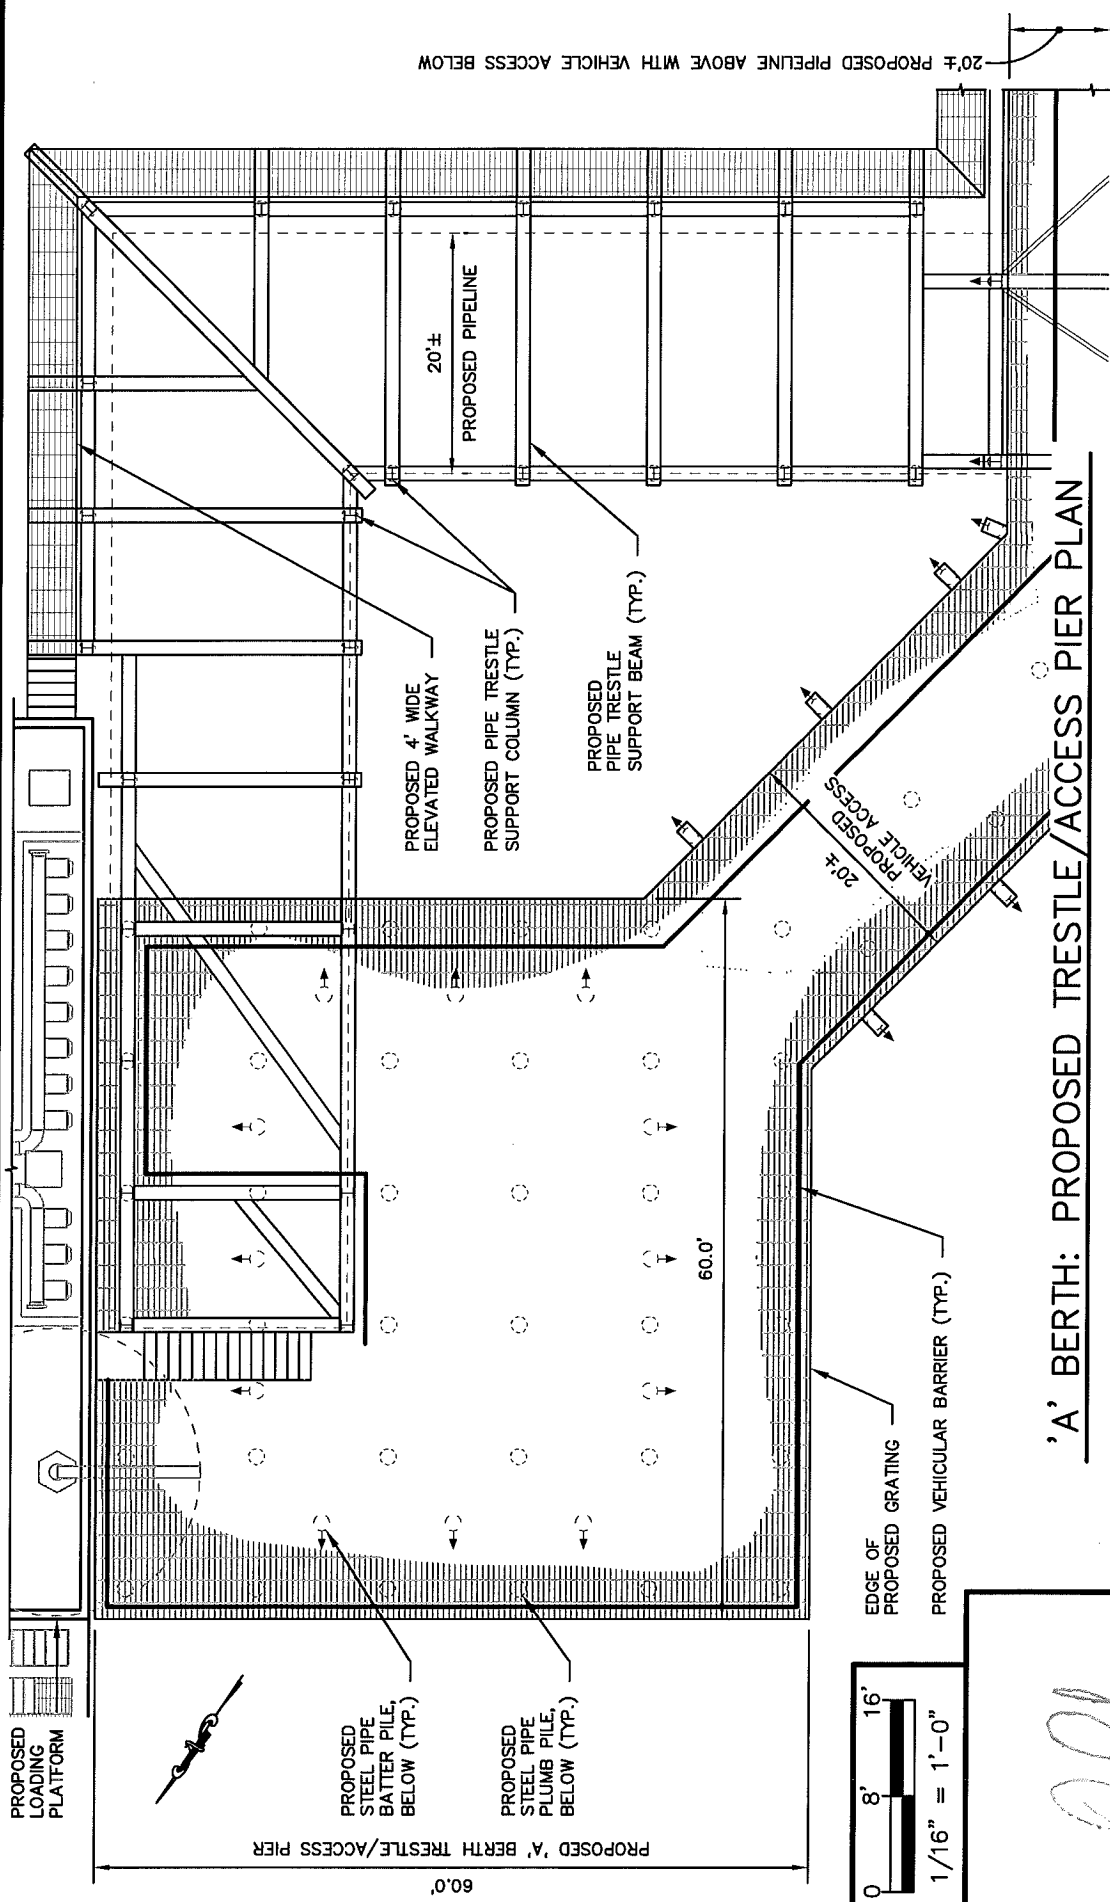 PROPOSED
LOADING
PLATFORM
PROPOSED
STEEL PIPE
BATTER PILE,
BELOW (TYP.)
PROPOSED
STEEL PIPE
PLUMB PILE,
BELOW (TYP.)
PROPOSED 'A' BERTH TRESTLE/ACCESS PIER
60.0'
60.0'
PROPOSED 4' WIDE
ELEVATED WALKWAY
PROPOSED PIPE TRESTLE
SUPPORT COLUMN (TYP.)
PROPOSED
PIPE TRESTLE
SUPPORT BEAM (TYP.)
20'±
PROPOSED PIPELINE
20'± PROPOSED PIPELINE ABOVE WITH VEHICLE ACCESS BELOW
20'±
PROPOSED
VEHICLE ACCESS
EDGE OF
PROPOSED GRATING
PROPOSED VEHICULAR BARRIER (TYP.)
0 8' 16'
1/16" = 1'-0"
'A' BERTH: PROPOSED TRESTLE/ACCESS PIER PLAN